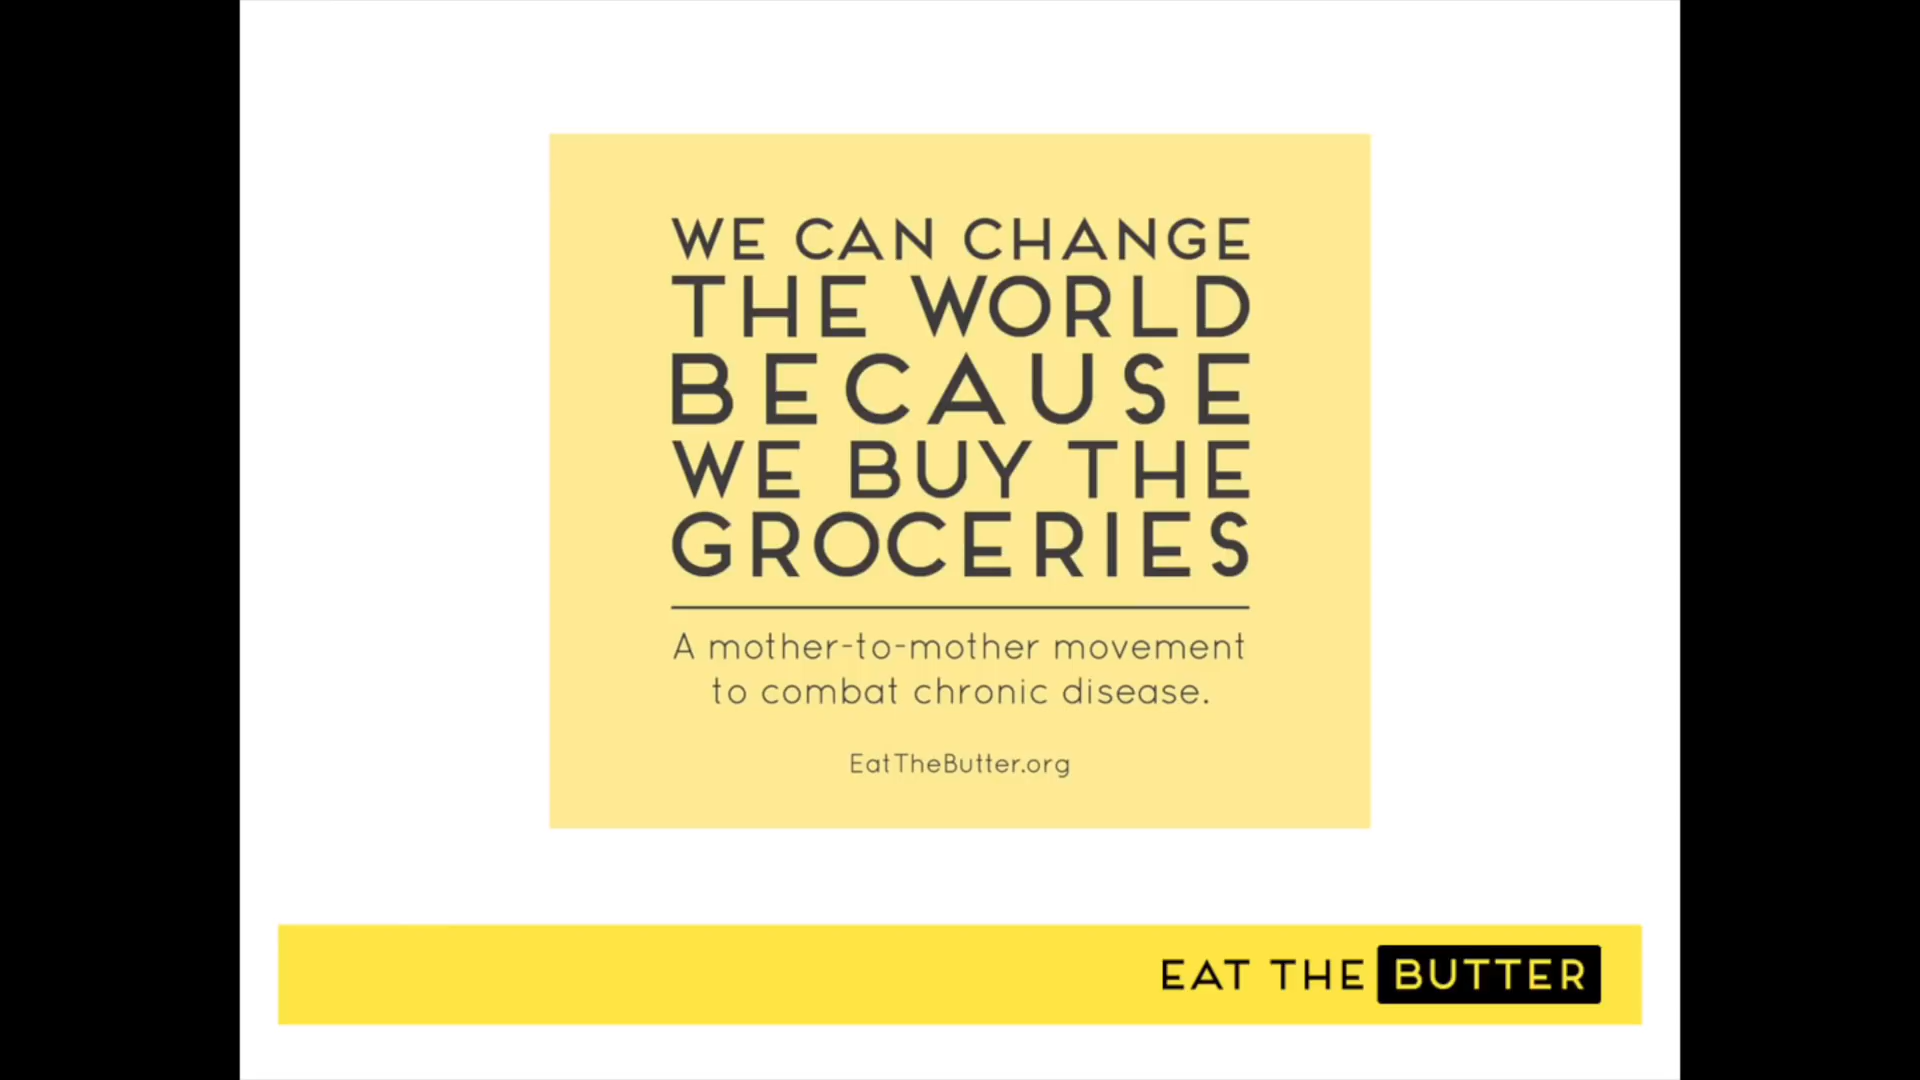 WE CAN CHANGE
THE WORLD
BECAUSE
WE BUY THE
GROCERIES
A mother-to-mother movement
to combat chronic disease.
EatTheButter.org
EAT THE BUTTER